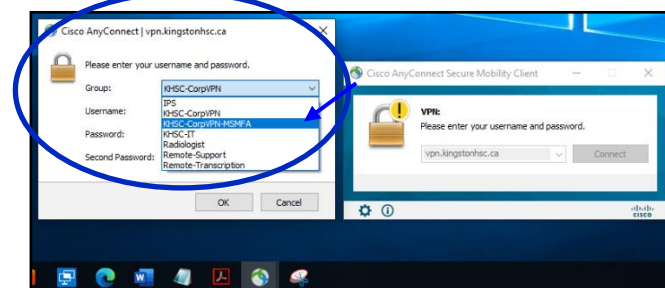 Cisco AnyConnect | vpn.kingstonhsc.ca
Please enter your username and password.
Group:
KHSC-CorpVPN
IPS
KHSC-CorpVPN
KHSC-CorpVPN-MSMFA
KHSC-IT
Radiologist
Remote-Support
Remote-Transcription
Username:
Password:
Second Password:
OK
Cancel
Cisco AnyConnect Secure Mobility Client
VPN:
Please enter your username and password.
vpn.kingstonhsc.ca
Connect
CISCO